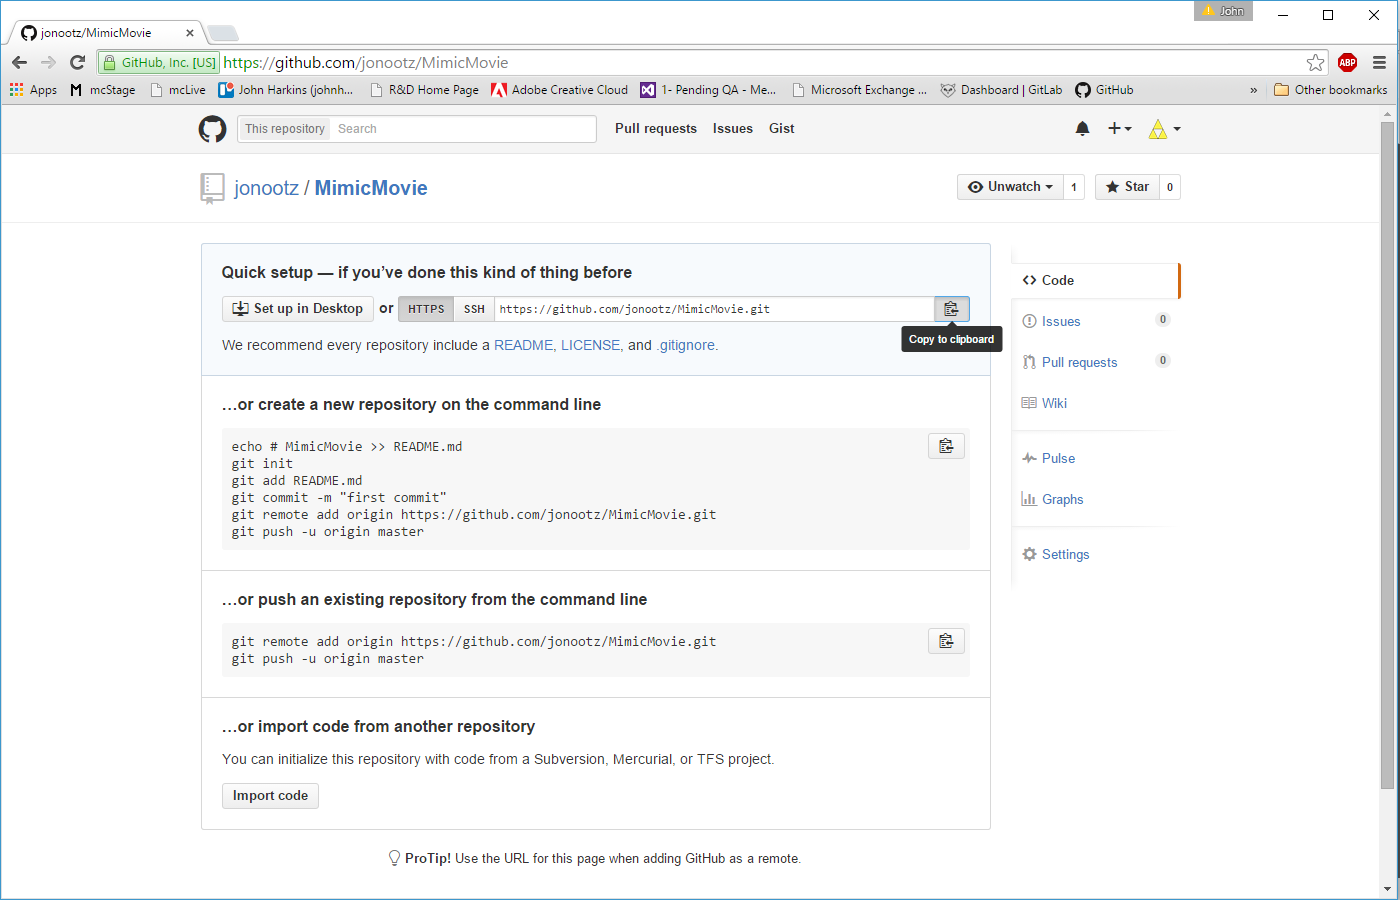 John
jonootz/MimicMovie
GitHub, Inc. [US] https://github.com/jonootz/MimicMovie
ABP
Apps mcStage mcLive John Harkins (johnh... R&D Home Page Adobe Creative Cloud 1- Pending QA - Me... Microsoft Exchange ... Dashboard | GitLab GitHub » Other bookmarks
This repository Search Pull requests Issues Gist
jonootz / MimicMovie
Unwatch 1 Star 0
Quick setup — if you’ve done this kind of thing before
Set up in Desktop or HTTPS SSH https://github.com/jonootz/MimicMovie.git
Copy to clipboard
We recommend every repository include a README, LICENSE, and .gitignore.
…or create a new repository on the command line
echo # MimicMovie >> README.md
git init
git add README.md
git commit -m "first commit"
git remote add origin https://github.com/jonootz/MimicMovie.git
git push -u origin master
…or push an existing repository from the command line
git remote add origin https://github.com/jonootz/MimicMovie.git
git push -u origin master
…or import code from another repository
You can initialize this repository with code from a Subversion, Mercurial, or TFS project.
Import code
ProTip! Use the URL for this page when adding GitHub as a remote.
Code
Issues 0
Pull requests 0
Wiki
Pulse
Graphs
Settings